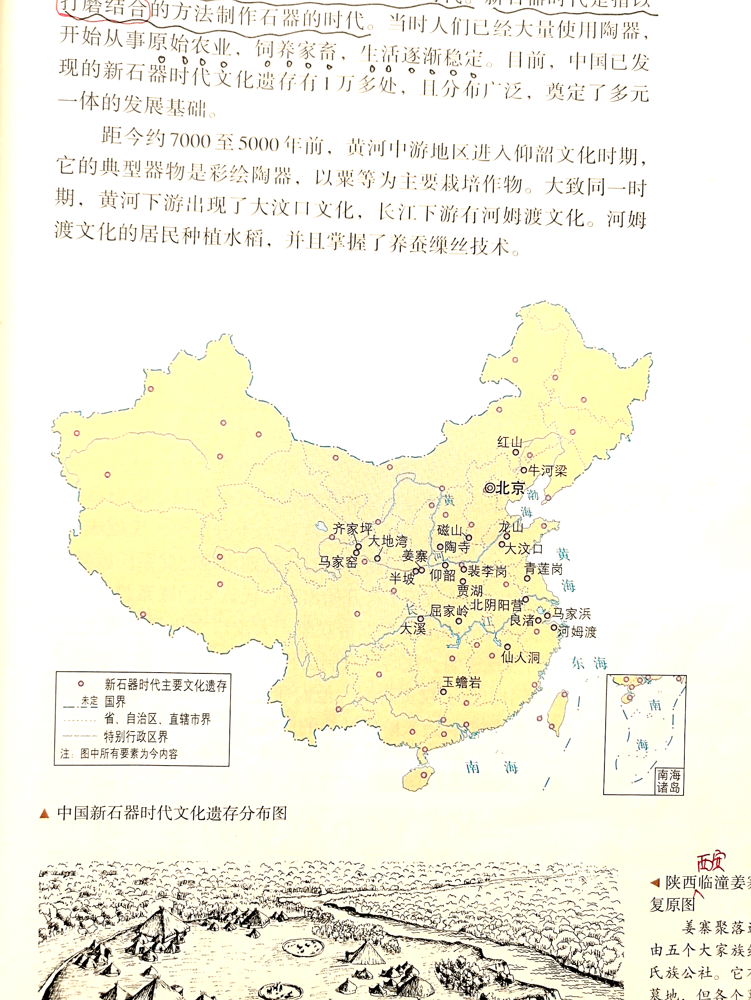 打磨结合的方法制作石器的时代。当时人们已经大量使用陶器，
开始从事原始农业，饲养家畜，生活逐渐稳定。目前，中国已发
现的新石器时代文化遗存有1万多处，且分布广泛，奠定了多元
一体的发展基础。
距今约7000至5000年前，黄河中游地区进入仰韶文化时期，
它的典型器物是彩绘陶器，以粟等为主要栽培作物。大致同一时
期，黄河下游出现了大汶口文化，长江下游有河姆渡文化。河姆
渡文化的居民种植水稻，并且掌握了养蚕缫丝技术。
红山
牛河梁
北京
渤
海
黄
齐家坪
大地湾
马家窑
磁山
陶寺
龙山
大汶口
姜寨
河
半坡
仰韶
裴李岗
贾湖
青莲岗
黄
海
北阴阳营
屈家岭
长
江
大溪
良渚
马家浜
河姆渡
仙人洞
东海
玉蟾岩
南海
新石器时代主要文化遗存
未定 国界
省、自治区、直辖市界
特别行政区界
注：图中所有要素为今内容
南
海
南海
诸岛
▲ 中国新石器时代文化遗存分布图
西安
◀ 陕西临潼姜寨
复原图
姜寨聚落
由五个大家族
氏族公社。它
墓地，但各个